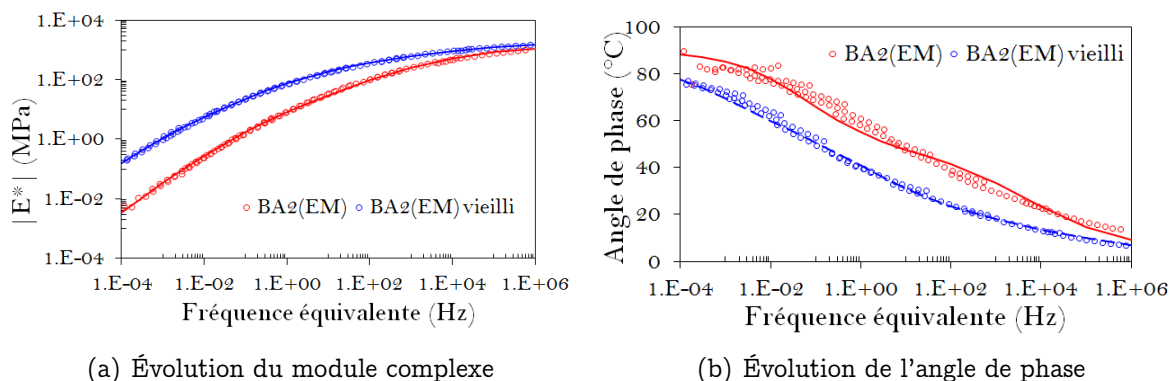 1.E+04
1.E+02
1.E+00
1.E-02
1.E-04
|E*| (MPa)
BA2(EM) BA2(EM) vieilli
1.E-04 1.E-02 1.E+00 1.E+02 1.E+04 1.E+06
Fréquence équivalente (Hz)
(a) Évolution du module complexe
100
80
60
40
20
0
Angle de phase (°C)
BA2(EM) BA2(EM) vieilli
1.E-04 1.E-02 1.E+00 1.E+02 1.E+04 1.E+06
Fréquence équivalente (Hz)
(b) Évolution de l'angle de phase